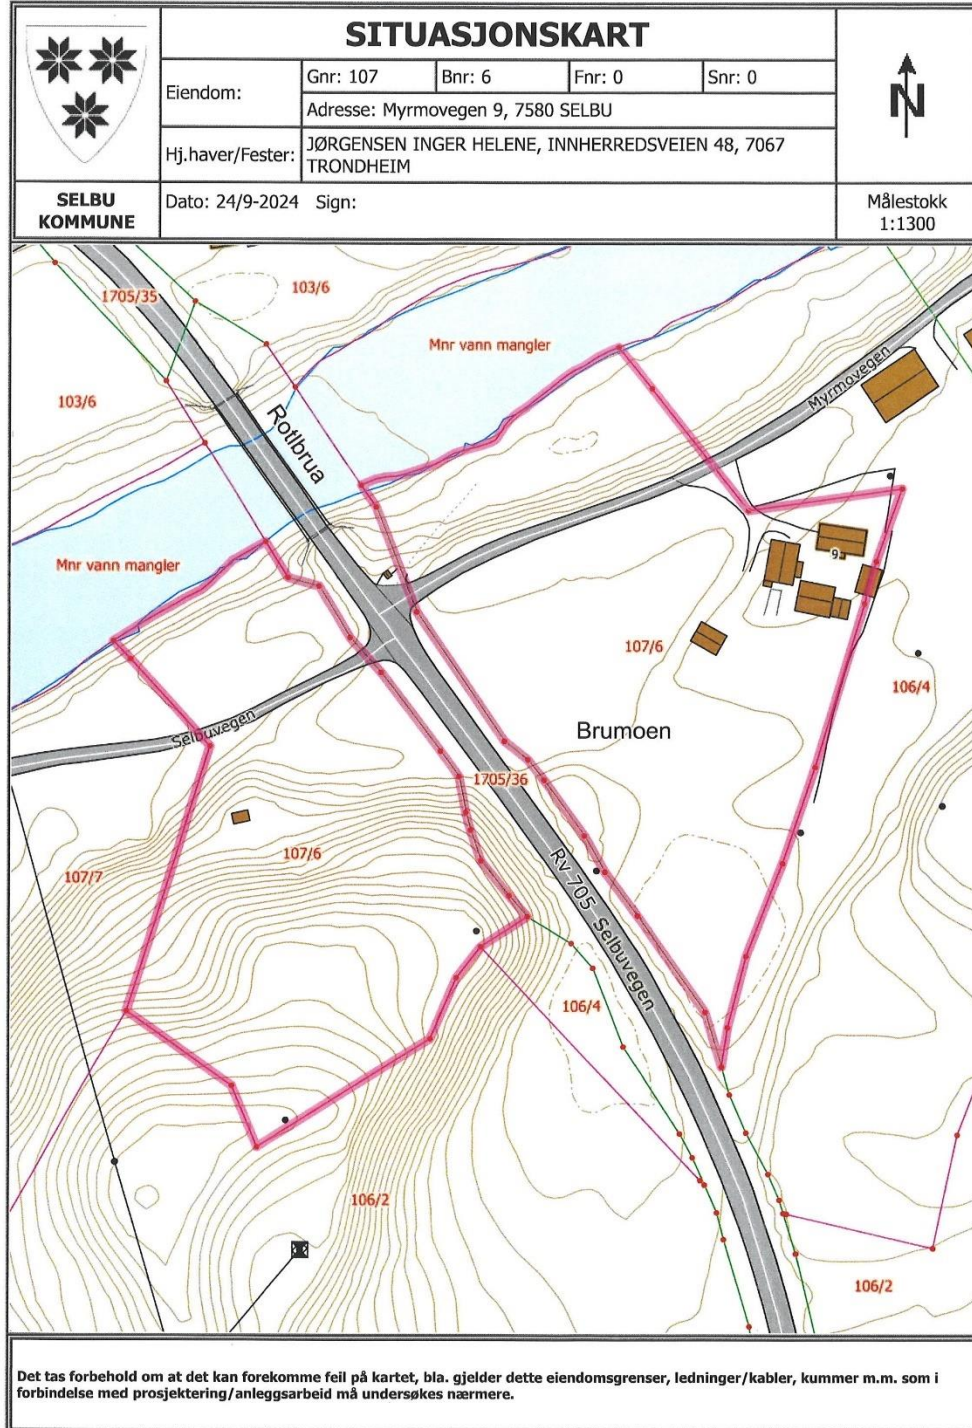 SITUASJONSKART
Eiendom:
Gnr: 107
Bnr: 6
Fnr: 0
Snr: 0
Adresse: Myrmovegen 9, 7580 SELBU
Hj.haver/Fester:
JØRGENSEN INGER HELENE, INNHERREDSVEIEN 48, 7067
TRONDHEIM
N
SELBU
KOMMUNE
Dato: 24/9-2024 Sign:
Målestokk
1:1300
1705/35
103/6
Mnr vann mangler
103/6
Rotlbrua
Myrmovegen
Mnr vann mangler
9
107/6
106/4
Selbuvegen
Brumoen
1705/36
107/6
107/7
Rv 705 Selbuvegen
106/4
106/2
106/2
Det tas forbehold om at det kan forekomme feil på kartet, bla. gjelder dette eiendomsgrenser, ledninger/kabler, kummer m.m. som i
forbindelse med prosjektering/anleggsarbeid må undersøkes nærmere.